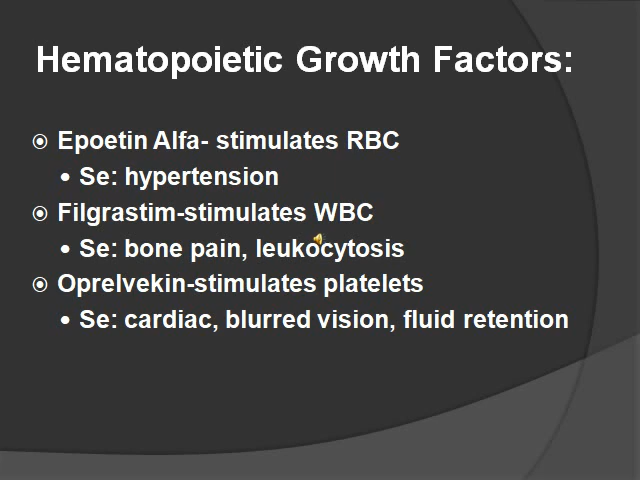 Hematopoietic Growth Factors:
Epoetin Alfa- stimulates RBC
Se: hypertension
Filgrastim-stimulates WBC
Se: bone pain, leukocytosis
Oprelvekin-stimulates platelets
Se: cardiac, blurred vision, fluid retention